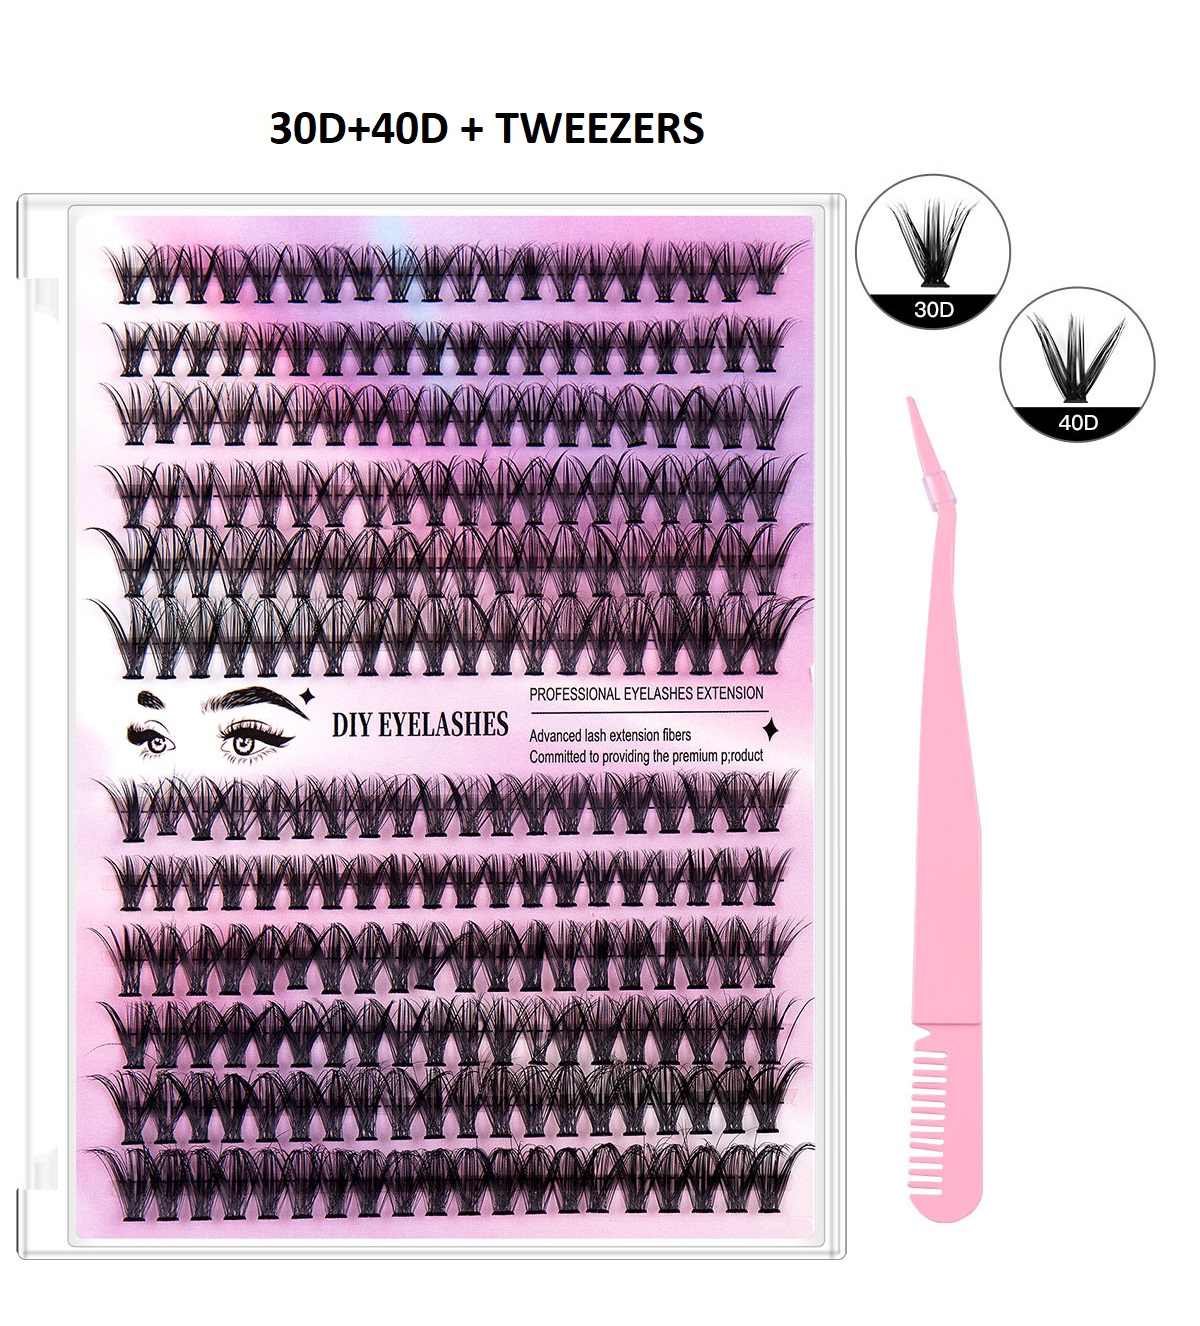 30D+40D + TWEEZERS
30D
40D
DIY EYELASHES
PROFESSIONAL EYELASHES EXTENSION
Advanced lash extension fibers
Committed to providing the premium p;roduct